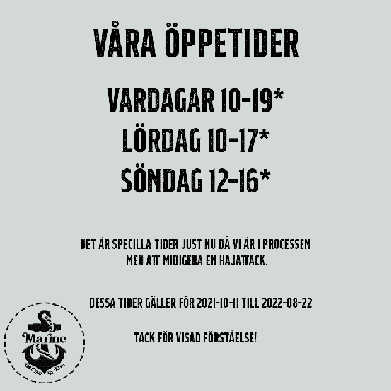 VÅRA ÖPPETIDER
VARDAGAR 10-19*
LÖRDAG 10-17*
SÖNDAG 12-16*
DET ÄR SPECILLA TIDER JUST NU DÅ VI ÄR I PROCESSEN
MED ATT MIDIGERA EN HAJATTACK.
DESSA TIDER GÄLLER FÖR 2021-10-11 TILL 2022-08-22
TACK FÖR VISAD FÖRSTÅELSE!
Marine